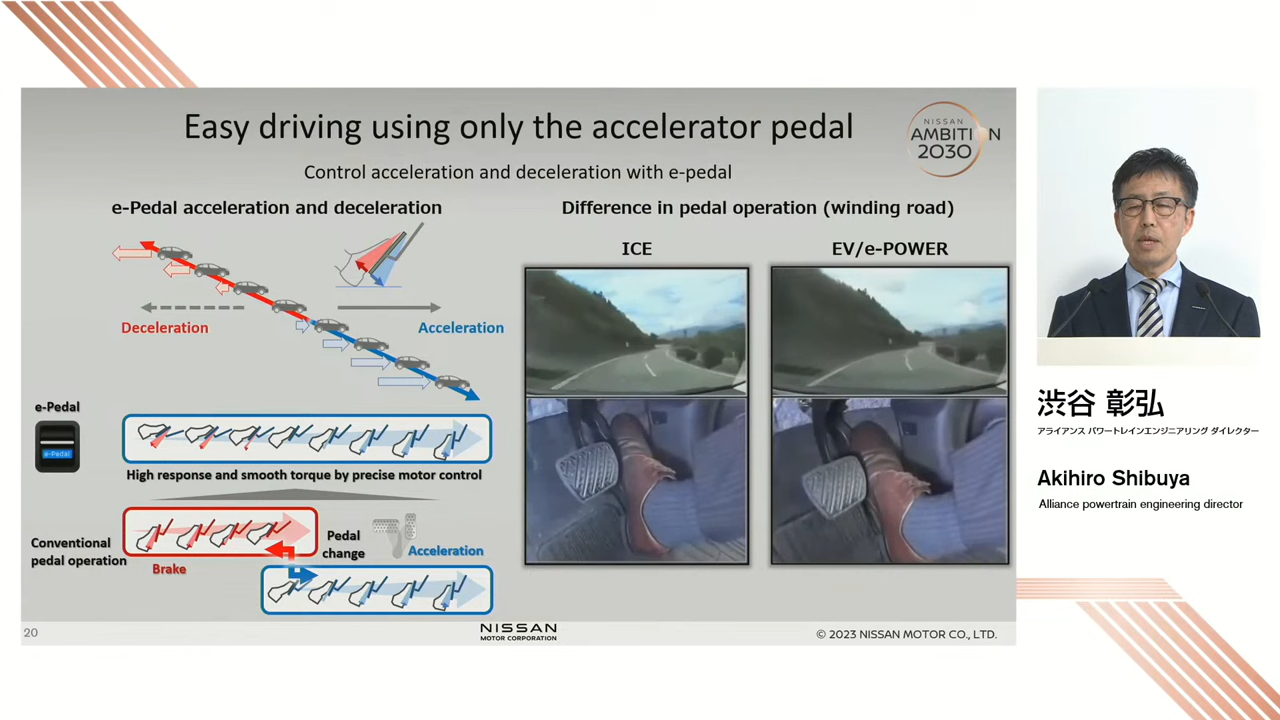 Easy driving using only the accelerator pedal
NISSAN
AMBITION
2030
Control acceleration and deceleration with e-pedal
e-Pedal acceleration and deceleration
Difference in pedal operation (winding road)
ICE
EV/e-POWER
Deceleration
Acceleration
e-Pedal
e-Pedal
High response and smooth torque by precise motor control
Conventional
pedal operation
Brake
Pedal
change
Acceleration
20
NISSAN
MOTOR CORPORATION
© 2023 NISSAN MOTOR CO., LTD.
渋谷 彰弘
アライアンス パワートレインエンジニアリング ダイレクター
Akihiro Shibuya
Alliance powertrain engineering director